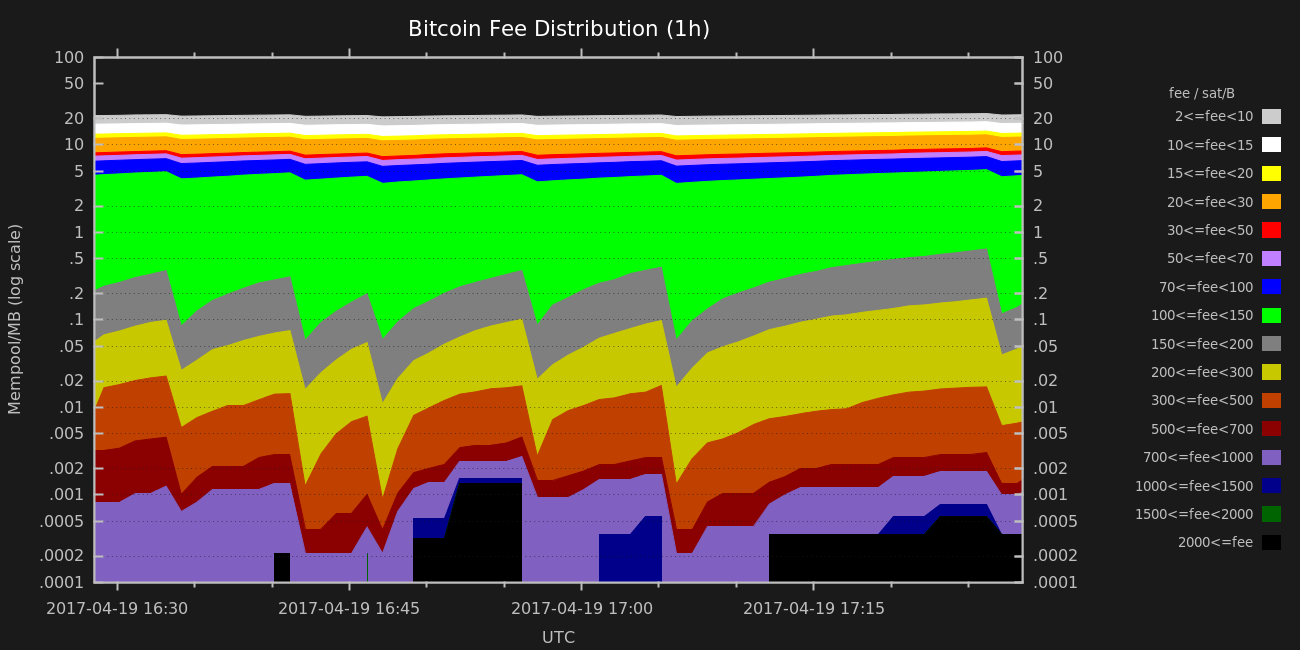 Bitcoin Fee Distribution (1h)
Mempool/MB (log scale)
100
50
20
10
5
2
1
.5
.2
.1
.05
.02
.01
.005
.002
.001
.0005
.0002
.0001
100
50
20
10
5
2
1
.5
.2
.1
.05
.02
.01
.005
.002
.001
.0005
.0002
.0001
2017-04-19 16:30
2017-04-19 16:45
2017-04-19 17:00
2017-04-19 17:15
UTC
fee / sat/B
2<=fee<10
10<=fee<15
15<=fee<20
20<=fee<30
30<=fee<50
50<=fee<70
70<=fee<100
100<=fee<150
150<=fee<200
200<=fee<300
300<=fee<500
500<=fee<700
700<=fee<1000
1000<=fee<1500
1500<=fee<2000
2000<=fee